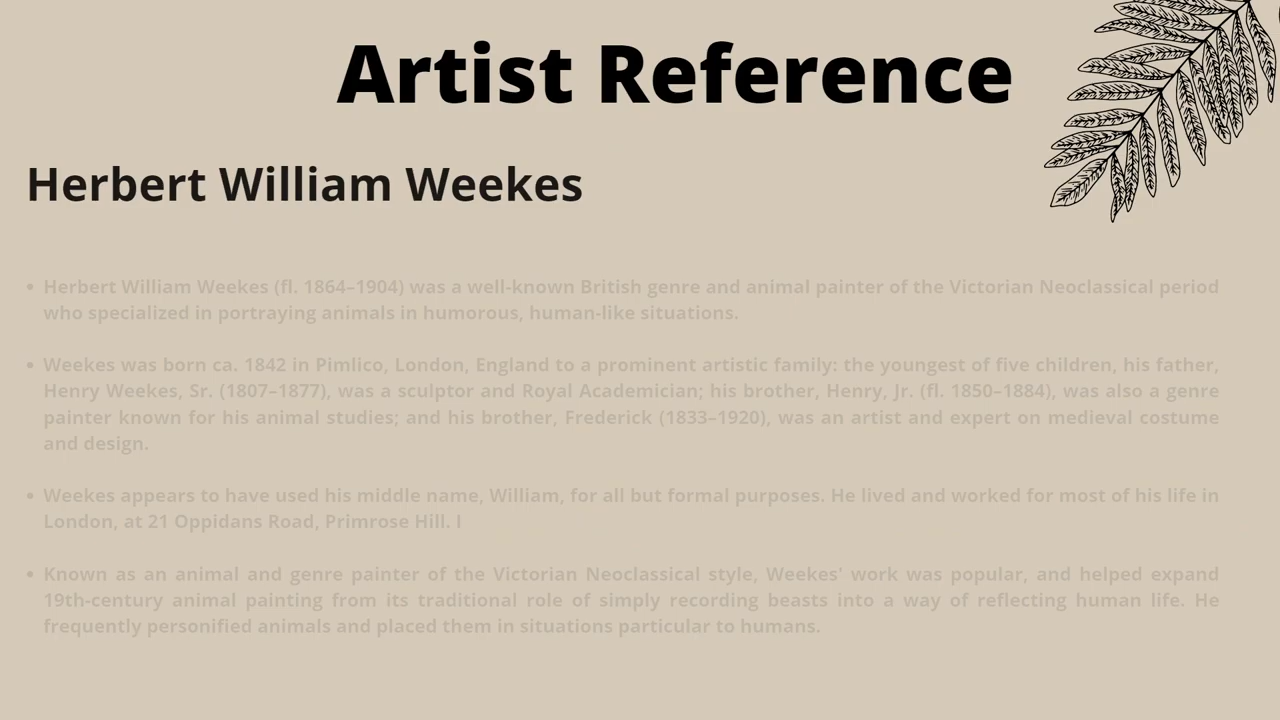 Artist Reference
Herbert William Weekes
• Herbert William Weekes (fl. 1864–1904) was a well-known British genre and animal painter of the Victorian Neoclassical period
who specialized in portraying animals in humorous, human-like situations.
• Weekes was born ca. 1842 in Pimlico, London, England to a prominent artistic family: the youngest of five children, his father,
Henry Weekes, Sr. (1807–1877), was a sculptor and Royal Academician; his brother, Henry, Jr. (fl. 1850–1884), was also a genre
painter known for his animal studies; and his brother, Frederick (1833–1920), was an artist and expert on medieval costume
and design.
• Weekes appears to have used his middle name, William, for all but formal purposes. He lived and worked for most of his life in
London, at 21 Oppidans Road, Primrose Hill. I
• Known as an animal and genre painter of the Victorian Neoclassical style, Weekes' work was popular, and helped expand
19th-century animal painting from its traditional role of simply recording beasts into a way of reflecting human life. He
frequently personified animals and placed them in situations particular to humans.